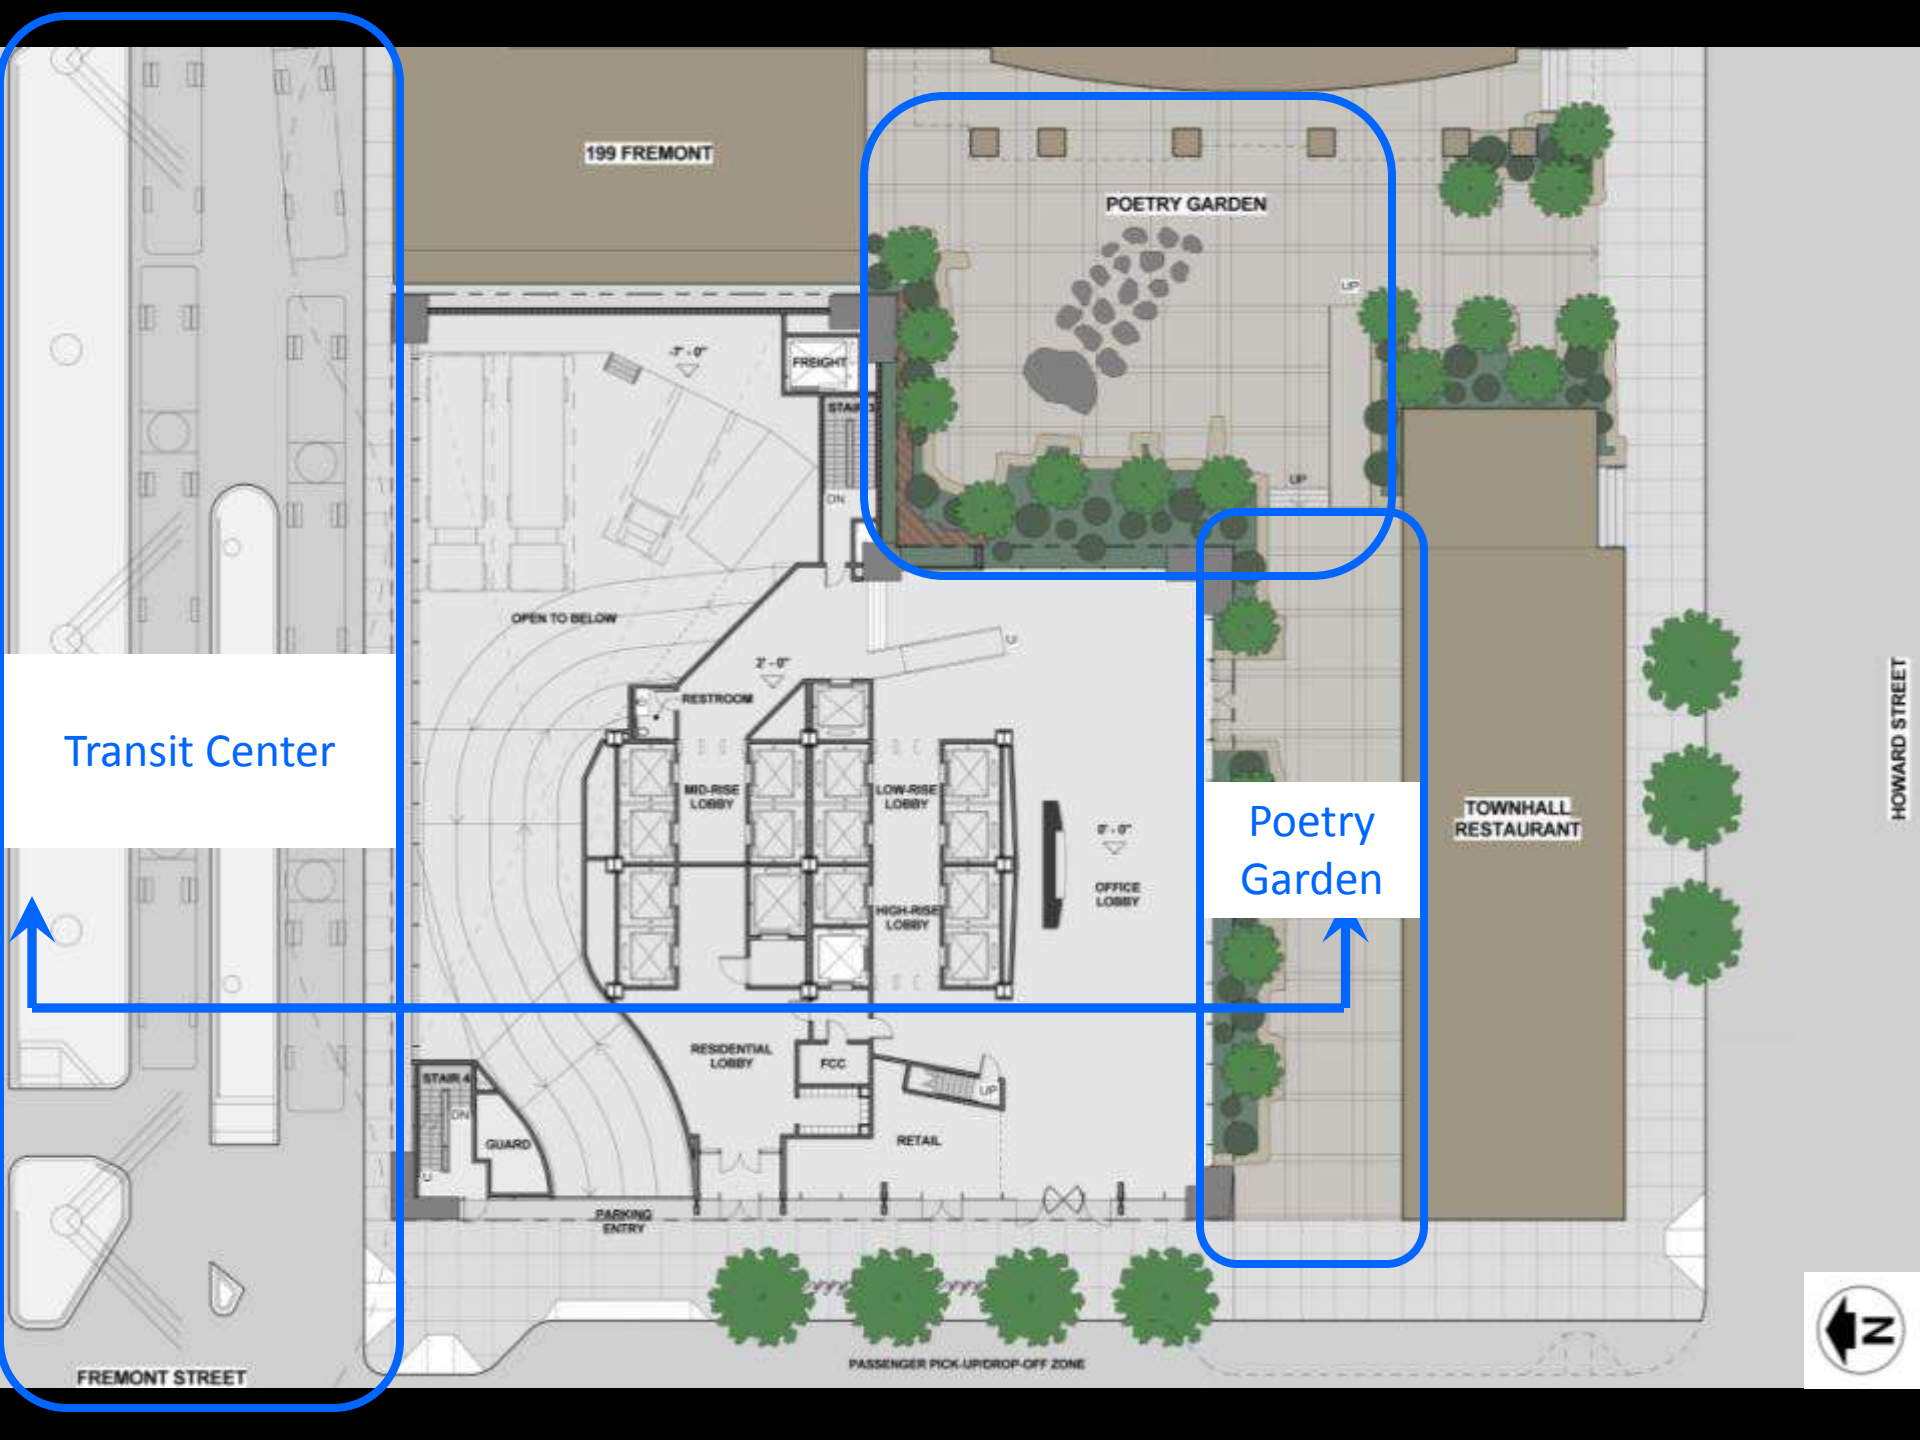 199 FREMONT
POETRY GARDEN
UP
-7' - 0"
FREIGHT
STAIR 3
DN
UP
OPEN TO BELOW
2' - 0"
RESTROOM
Transit Center
MID-RISE
LOBBY
LOW-RISE
LOBBY
0' - 0"
OFFICE
LOBBY
HIGH-RISE
LOBBY
Poetry
Garden
TOWNHALL
RESTAURANT
HOWARD STREET
RESIDENTIAL
LOBBY
FCC
STAIR 4
DN
UP
GUARD
RETAIL
PARKING
ENTRY
PASSENGER PICK-UP/DROP-OFF ZONE
FREMONT STREET
N